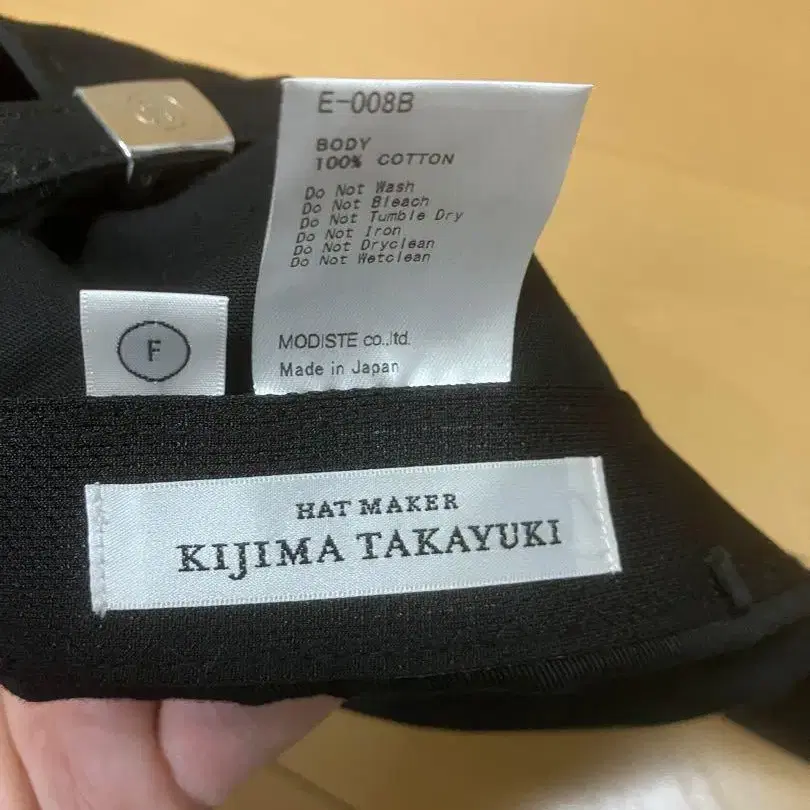 E-008B
BODY
100% COTTON
Do Not Wash
Do Not Bleach
Do Not Tumble Dry
Do Not Iron
Do Not Dryclean
Do Not Wetclean
MODISTE co.,ltd.
Made in Japan
F
HAT MAKER
KIJIMA TAKAYUKI